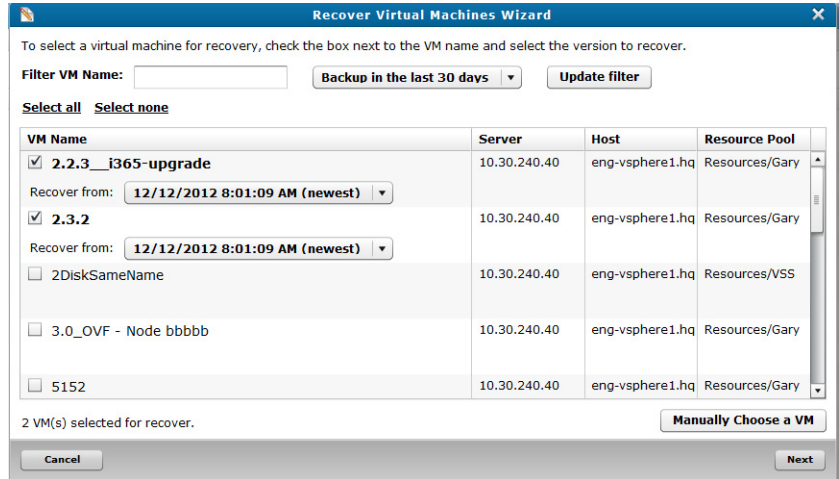 Recover Virtual Machines Wizard
To select a virtual machine for recovery, check the box next to the VM name and select the version to recover.
Filter VM Name: Backup in the last 30 days Update filter
Select all Select none
VM Name Server Host Resource Pool
2.2.3__i365-upgrade 10.30.240.40 eng-vsphere1.hq Resources/Gary
Recover from: 12/12/2012 8:01:09 AM (newest)
2.3.2 10.30.240.40 eng-vsphere1.hq Resources/Gary
Recover from: 12/12/2012 8:01:09 AM (newest)
2DiskSameName 10.30.240.40 eng-vsphere1.hq Resources/VSS
3.0_OVF - Node bbbbb 10.30.240.40 eng-vsphere1.hq Resources/Gary
5152 10.30.240.40 eng-vsphere1.hq Resources/Gary
2 VM(s) selected for recover. Manually Choose a VM
Cancel Next